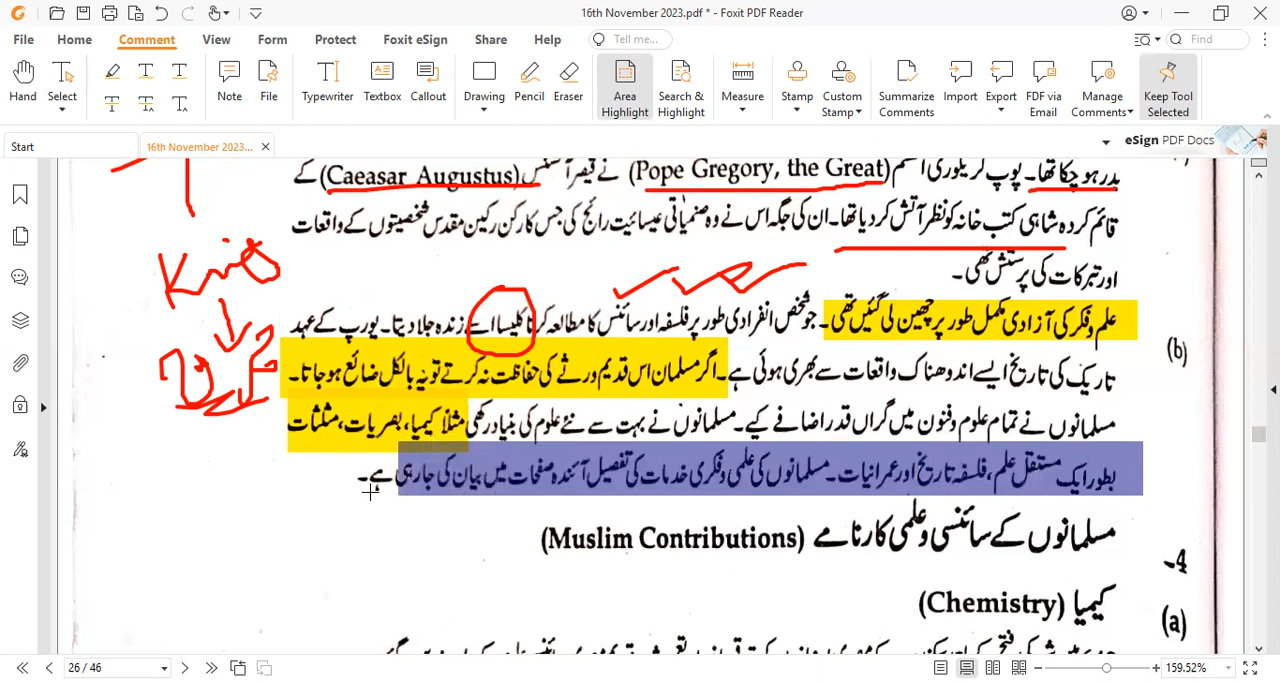 16th November 2023.pdf * - Foxit PDF Reader
File Home Comment View Form Protect Foxit eSign Share Help Tell me... Find
Hand Select Note File Typewriter Textbox Callout Drawing Pencil Eraser Area Highlight Search & Highlight Measure Stamp Custom Stamp Summarize Comments Import Export FDF via Email Manage Comments Keep Tool Selected
Start 16th November 2023... eSign PDF Docs
بدر ہو چکا تھا۔ پوپ گریگوری اعظم (Pope Gregory, the Great) نے قیصر آگسٹس (Caeasar Augustus) کے
قائم کردہ شاہی کتب خانہ کو نظر آتش کر دیا تھا۔ ان کی جگہ اس نے وہ صنمیاتی عیسائیت رائج کی جس کا رکن رکین مقدس شخصیتوں کے واقعات
اور تبرکات کی پرستش تھی۔
(b) علم و فکر کی آزادی مکمل طور پر چھین لی گئیں تھی۔ جو شخص انفرادی طور پر فلسفہ اور سائنس کا مطالعہ کرتا کلیسا اسے زندہ جلا دیتا۔ یورپ کے عہد
تاریک کی تاریخ ایسے اندوھناک واقعات سے بھری ہوئی ہے۔ اگر مسلمان اس قدیم ورثے کی حفاظت نہ کرتے تو یہ بالکل ضائع ہو جاتا۔
مسلمانوں نے تمام علوم و فنون میں گراں قدر اضافے کیے۔ مسلمانوں نے بہت سے نئے علوم کی بنیاد رکھی مثلاً کیمیا، بصریات، مثلثات
بطور ایک مستقل علم، فلسفہ تاریخ اور عمرانیات۔ مسلمانوں کی علمی و فکری خدمات کی تفصیل آئندہ صفحات میں بیان کی جا رہی ہے۔
-4 مسلمانوں کے سائنسی و علمی کارنامے (Muslim Contributions)
(a) کیمیا (Chemistry)
26 / 46 159.52%